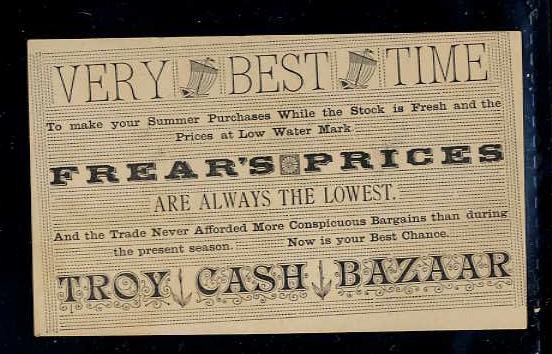 VERY BEST TIME
To make your Summer Purchases While the Stock is Fresh and the
Prices at Low Water Mark
FREAR'S PRICES
ARE ALWAYS THE LOWEST,
And the Trade Never Afforded More Conspicuous Bargains than during
the present season. Now is your Best Chance.
TROY CASH BAZAAR